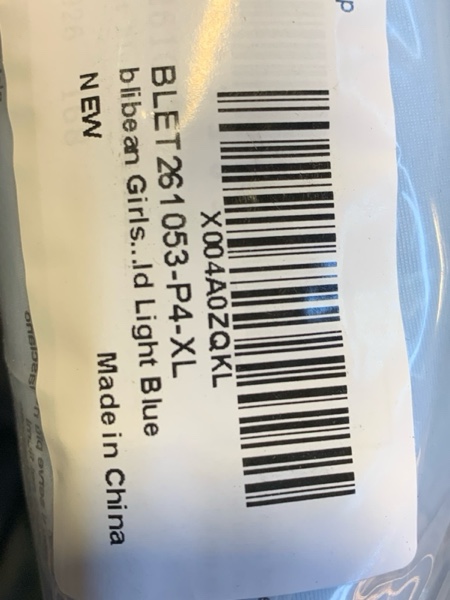 X004A0ZQKL
BLET261053-P4-XL
blibean Girls...ld Light Blue
NEW
Made in China